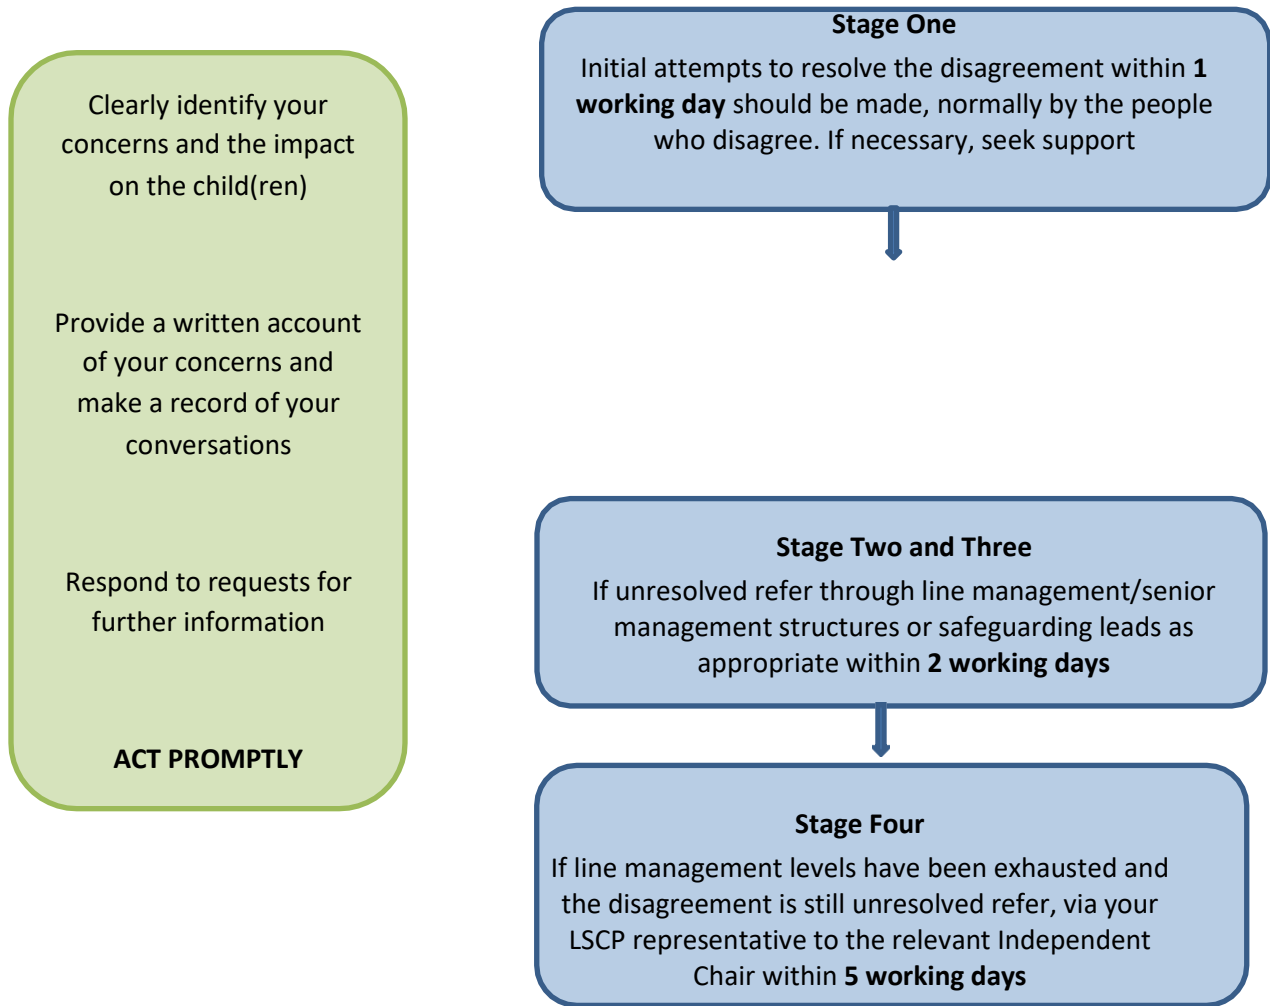 Clearly identify your
concerns and the impact
on the child(ren)
Provide a written account
of your concerns and
make a record of your
conversations
Respond to requests for
further information
ACT PROMPTLY
Stage One
Initial attempts to resolve the disagreement within 1
working day should be made, normally by the people
who disagree. If necessary, seek support
Stage Two and Three
If unresolved refer through line management/senior
management structures or safeguarding leads as
appropriate within 2 working days
Stage Four
If line management levels have been exhausted and
the disagreement is still unresolved refer, via your
LSCP representative to the relevant Independent
Chair within 5 working days